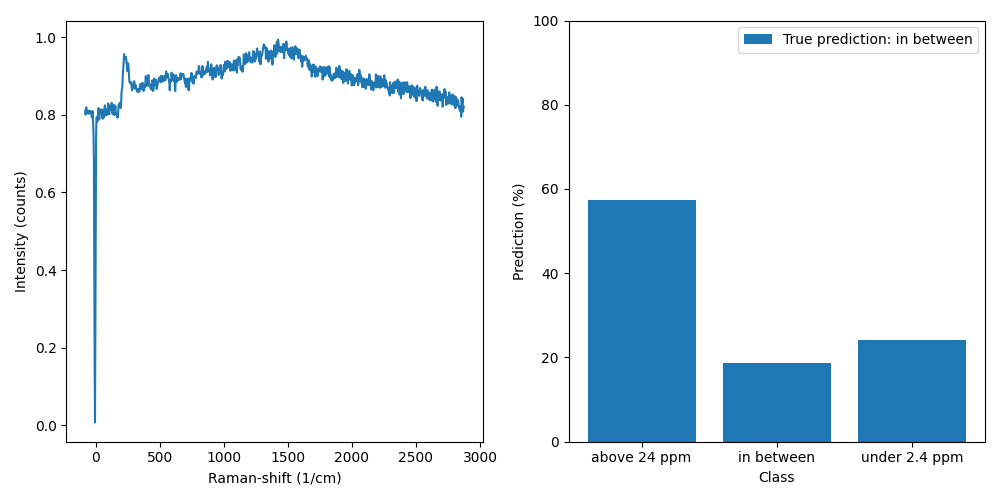 1.0
0.8
0.6
0.4
0.2
0.0
0
500
1000
1500
2000
2500
3000
Raman-shift (1/cm)
Intensity (counts)
100
80
60
40
20
0
True prediction: in between
above 24 ppm
in between
under 2.4 ppm
Class
Prediction (%)